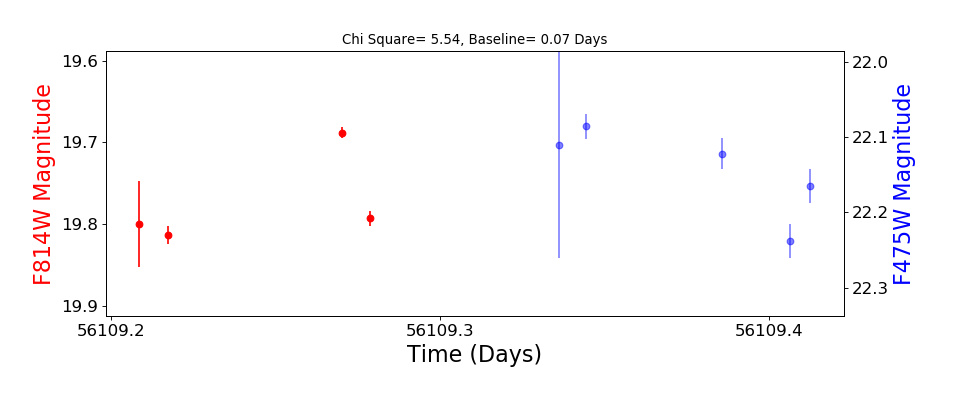 Chi Square= 5.54, Baseline= 0.07 Days
F814W Magnitude
19.6
19.7
19.8
19.9
22.0
22.1
22.2
22.3
F475W Magnitude
56109.2 56109.3 56109.4
Time (Days)